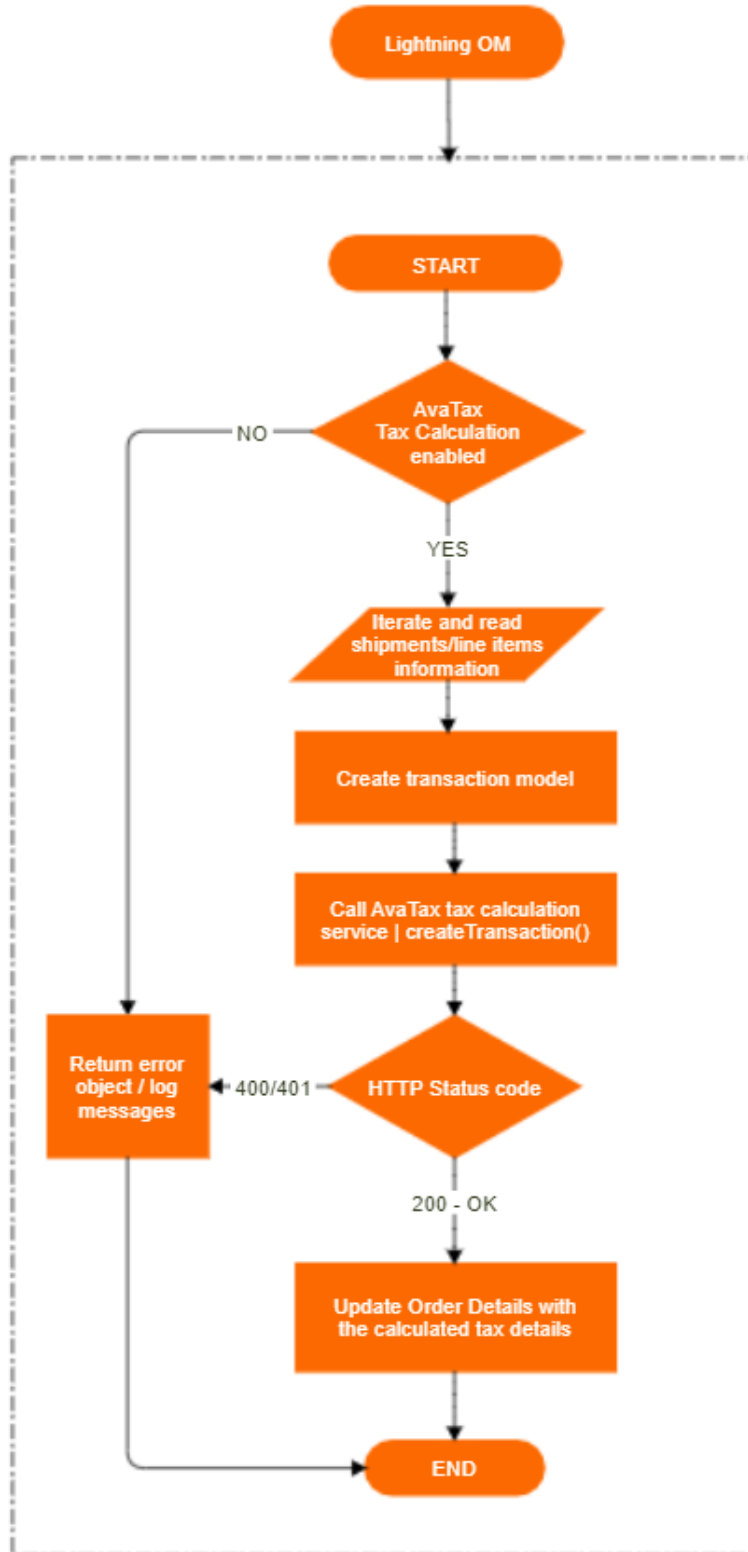 Lightning OM
START
AvaTax
Tax Calculation
enabled
NO
YES
Iterate and read
shipments/line items
information
Create transaction model
Call AvaTax tax calculation
service | createTransaction()
Return error
object / log
messages
400/401
HTTP Status code
200 - OK
Update Order Details with
the calculated tax details
END